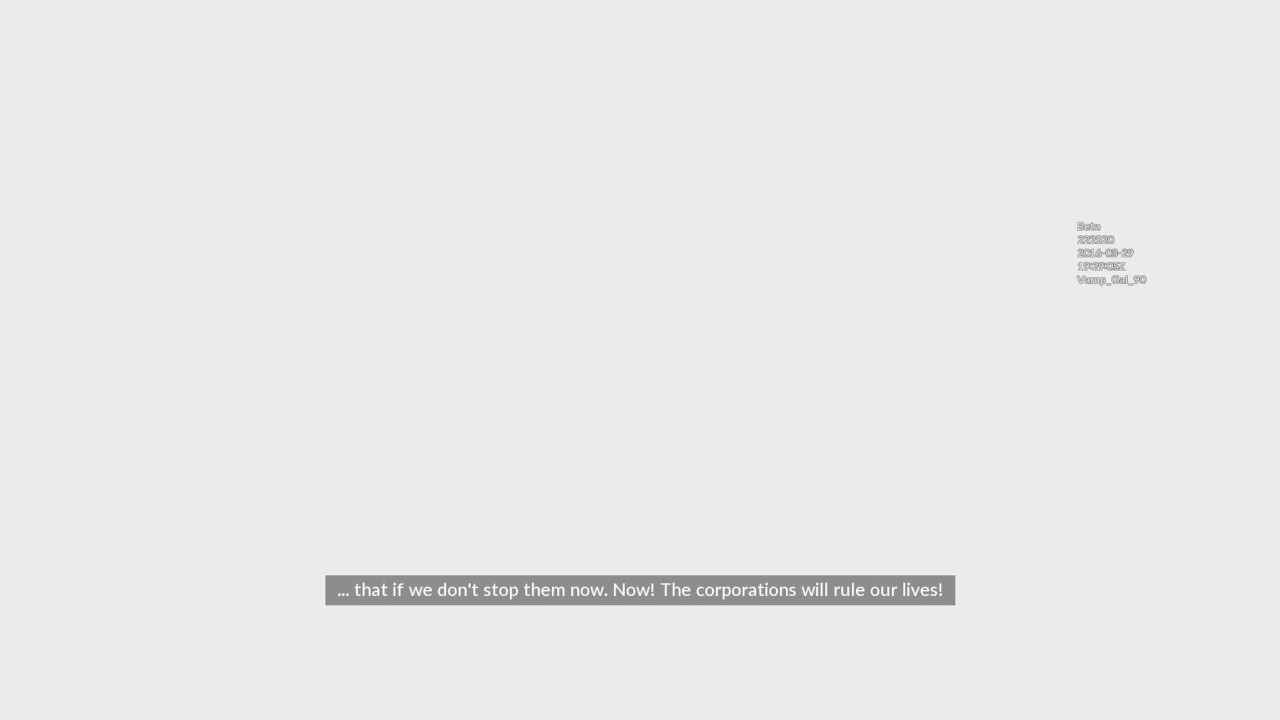 Beta
222520
2016-03-29
19:29:05Z
Vamp_Gal_90
... that if we don't stop them now. Now! The corporations will rule our lives!